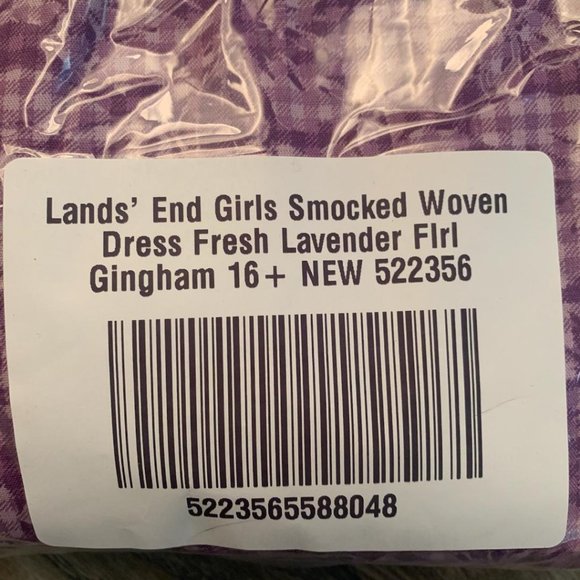 Lands' End Girls Smocked Woven
Dress Fresh Lavender Flrl
Gingham 16+ NEW 522356
5223565588048